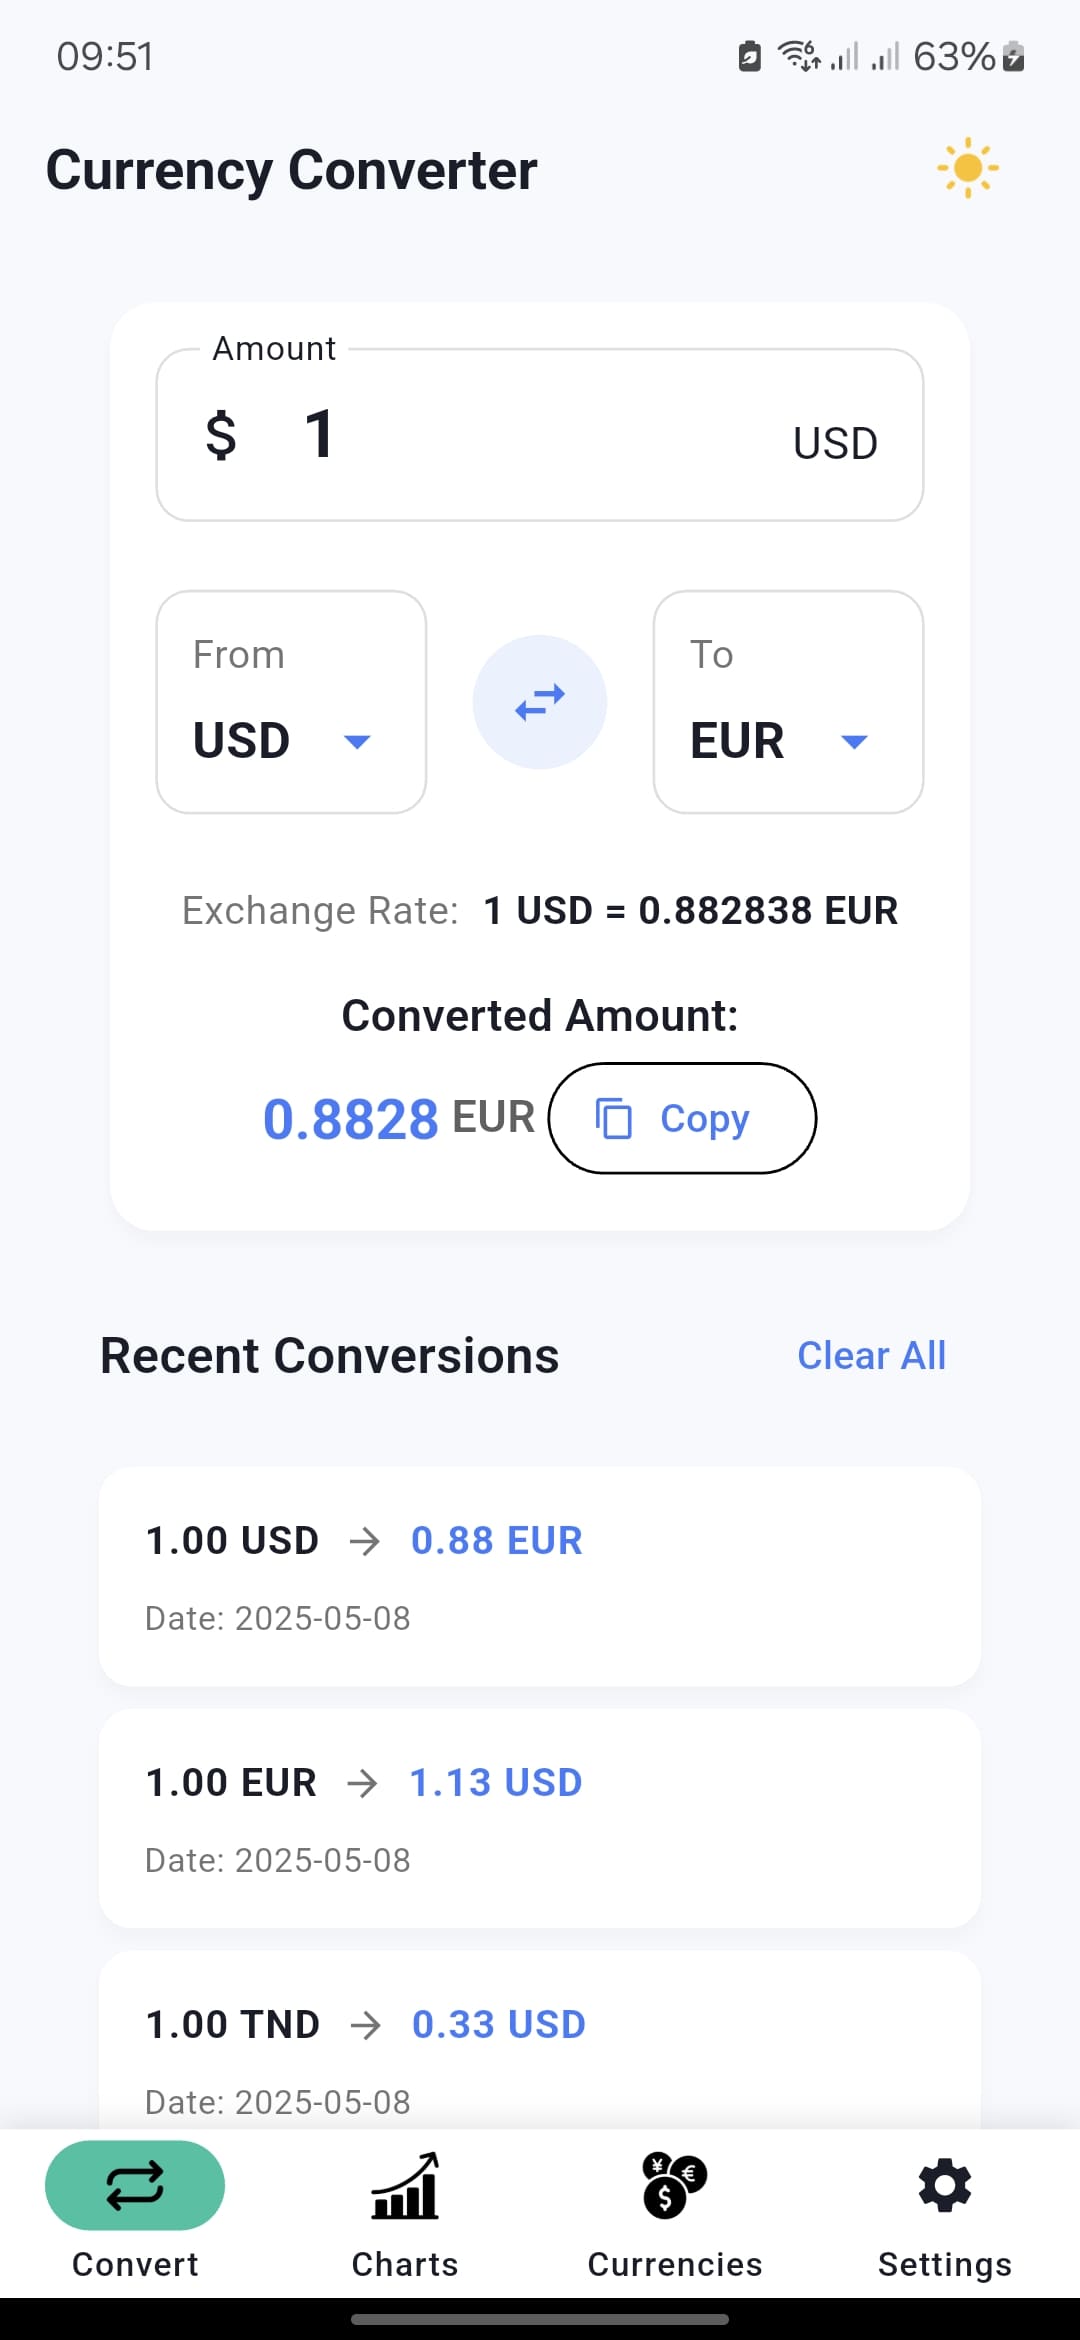 09:51 63%
Currency Converter
Amount
$ 1 USD
From To
USD EUR
Exchange Rate: 1 USD = 0.882838 EUR
Converted Amount:
0.8828 EUR Copy
Recent Conversions Clear All
1.00 USD → 0.88 EUR
Date: 2025-05-08
1.00 EUR → 1.13 USD
Date: 2025-05-08
1.00 TND → 0.33 USD
Date: 2025-05-08
Convert Charts Currencies Settings